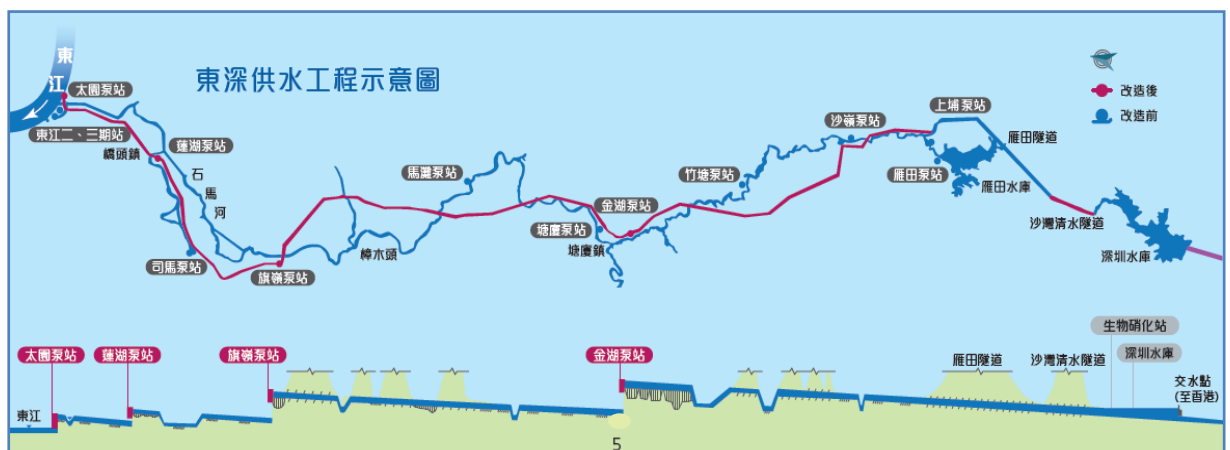 東深供水工程示意圖
東江
太園泵站
東江二、三期站
橋頭鎮
蓮湖泵站
石馬河
司馬泵站
旗嶺泵站
樟木頭
馬灘泵站
塘廈泵站
塘廈鎮
金湖泵站
竹塘泵站
沙嶺泵站
上埔泵站
雁田泵站
雁田隧道
雁田水庫
沙灣清水隧道
深圳水庫
改造後
改造前
太園泵站
蓮湖泵站
旗嶺泵站
金湖泵站
雁田隧道
沙灣清水隧道
生物硝化站
深圳水庫
東江
交水點
(至香港)
5